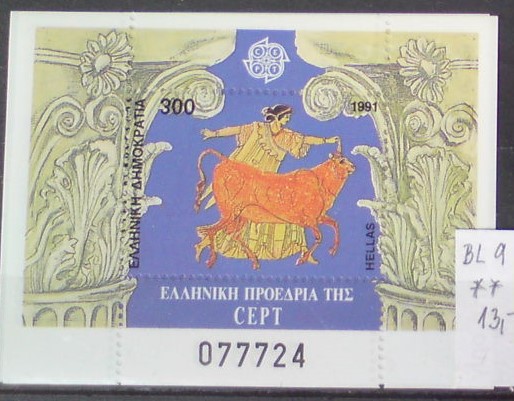 C E P T
300
1991
ΕΛΛΗΝΙΚΗ ΔΗΜΟΚΡΑΤΙΑ
HELLAS
ΕΛΛΗΝΙΚΗ ΠΡΟΕΔΡΙΑ ΤΗΣ
CEPT
077724
BL 9
**
13,-